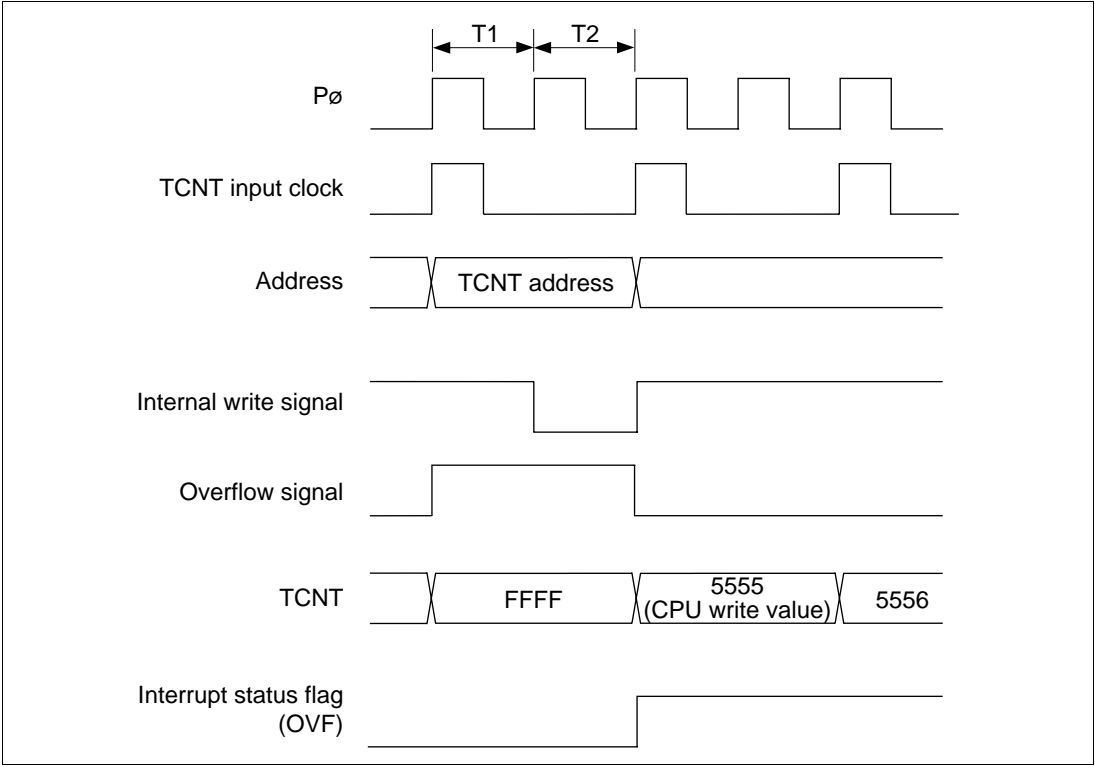 T1 T2
Pø
TCNT input clock
Address TCNT address
Internal write signal
Overflow signal
TCNT FFFF 5555 5556
(CPU write value)
Interrupt status flag
(OVF)